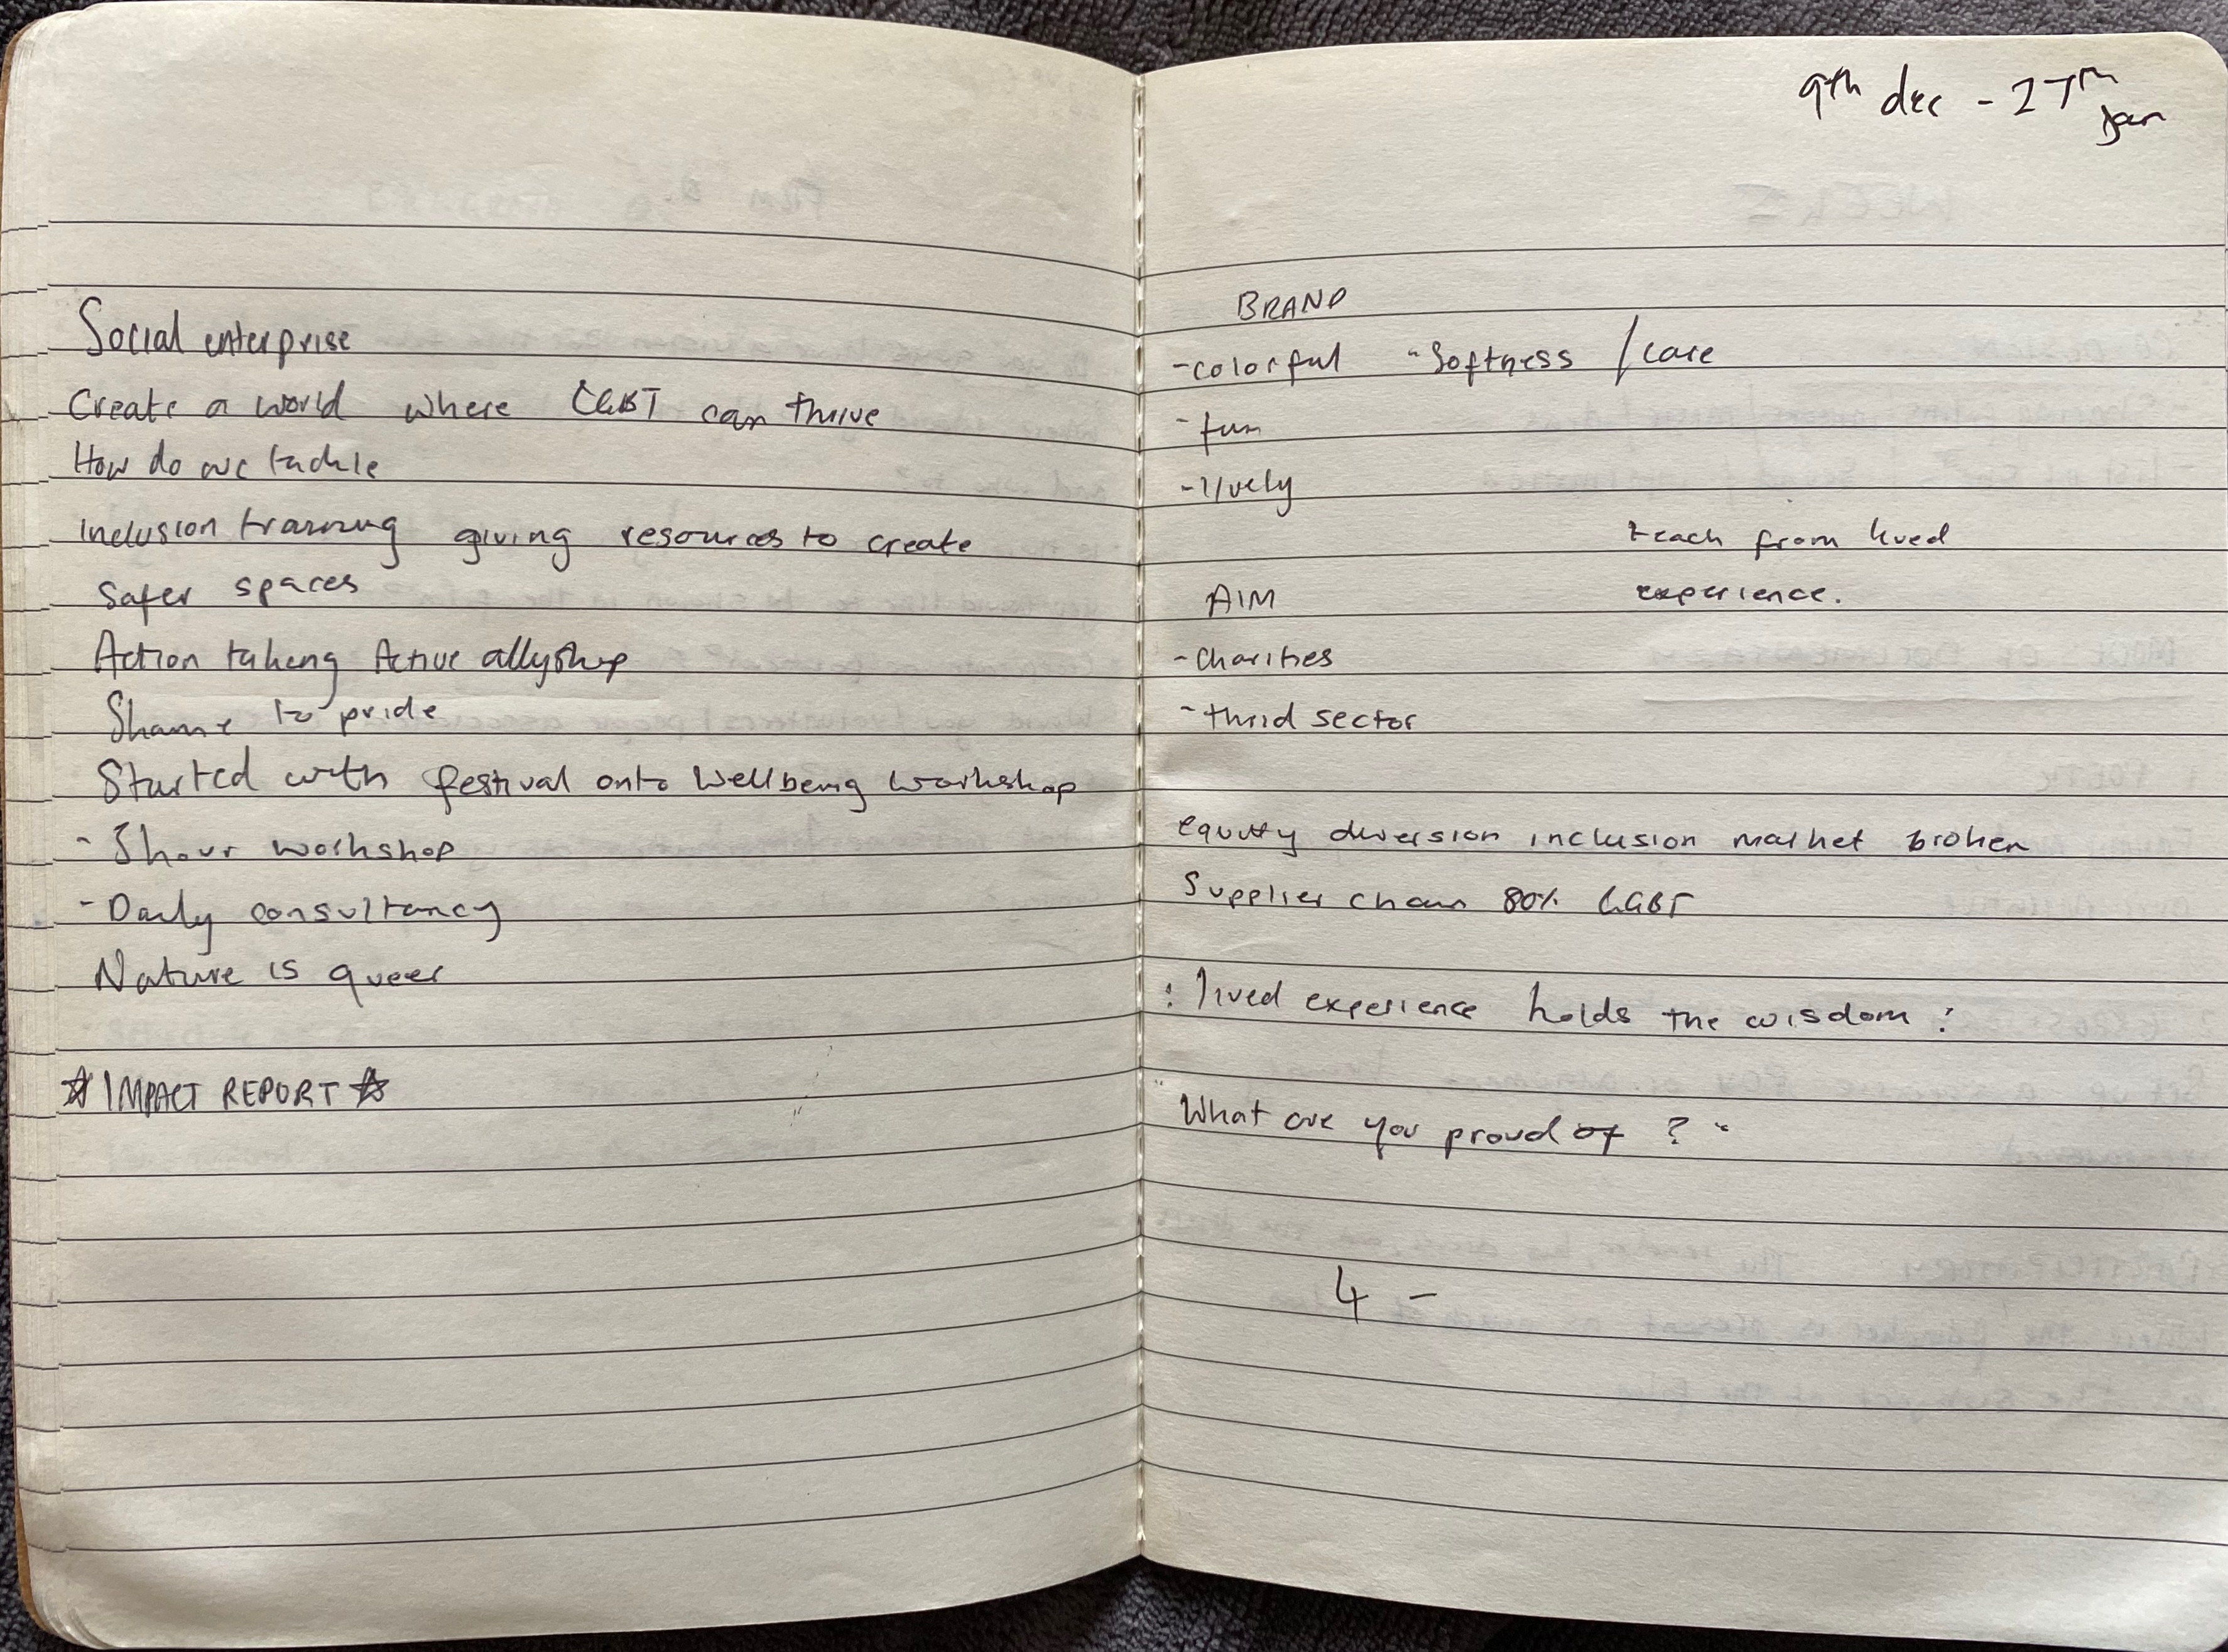 Social enterprise
Create a world where LGBT can thrive
How do we tackle
Inclusion training giving resources to create
Safer spaces
Action taking Active allyship
Shame to pride
Started with festival onto Wellbeing workshop
- 3hour workshop
- Daily consultancy
Nature is queer
☆ IMPACT REPORT ☆
9th dec - 27th
Jan
BRAND
- colorful - Softness / care
- fun
- lively
teach from lived
experience.
AIM
- Charities
- third sector
equity diversion inclusion market broken
Supplier chain 80% LGBT
: lived experience holds the wisdom :
"What are you proud of ? "
4 -